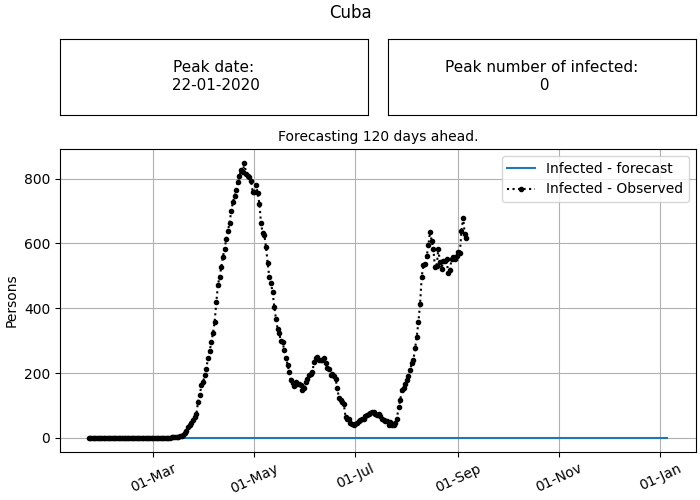 Cuba
Peak date:
22-01-2020
Peak number of infected:
0
Forecasting 120 days ahead.
Infected - forecast
Infected - Observed
Persons
800
600
400
200
0
01-Mar
01-May
01-Jul
01-Sep
01-Nov
01-Jan